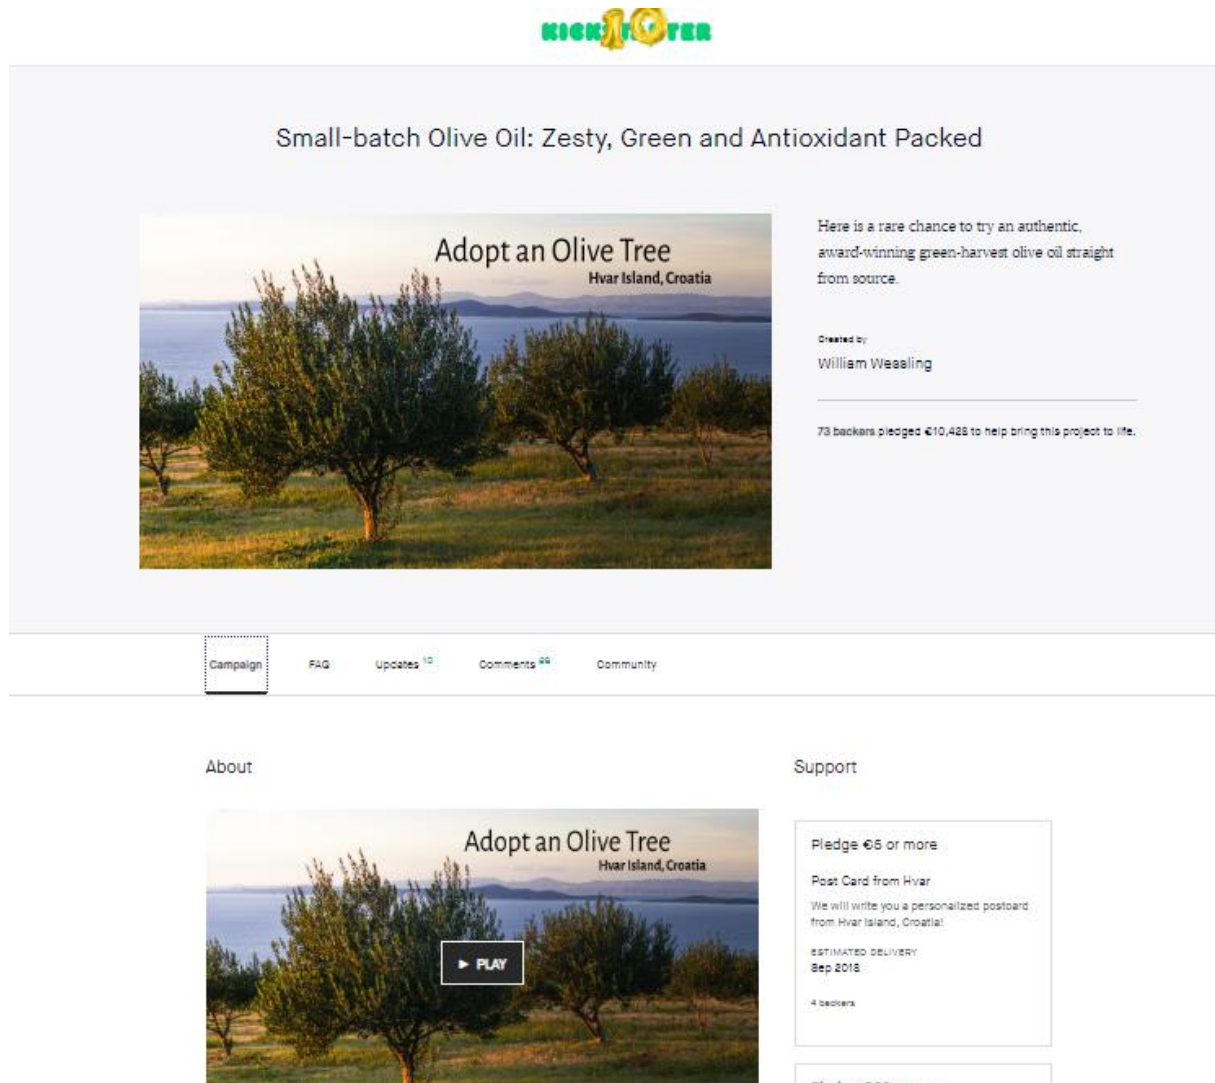 KICKSTARTER
Small-batch Olive Oil: Zesty, Green and Antioxidant Packed
Adopt an Olive Tree
Hvar Island, Croatia
Here is a rare chance to try an authentic,
award-winning green-harvest olive oil straight
from source.
Created by
William Wessling
73 backers pledged €10,428 to help bring this project to life.
Campaign
FAQ
Updates 10
Comments
Community
About
Support
Adopt an Olive Tree
Hvar Island, Croatia
PLAY
Pledge €5 or more
Post Card from Hvar
We will write you a personalized postcard
from Hvar Island, Croatia!
ESTIMATED DELIVERY
Sep 2018
4 backers